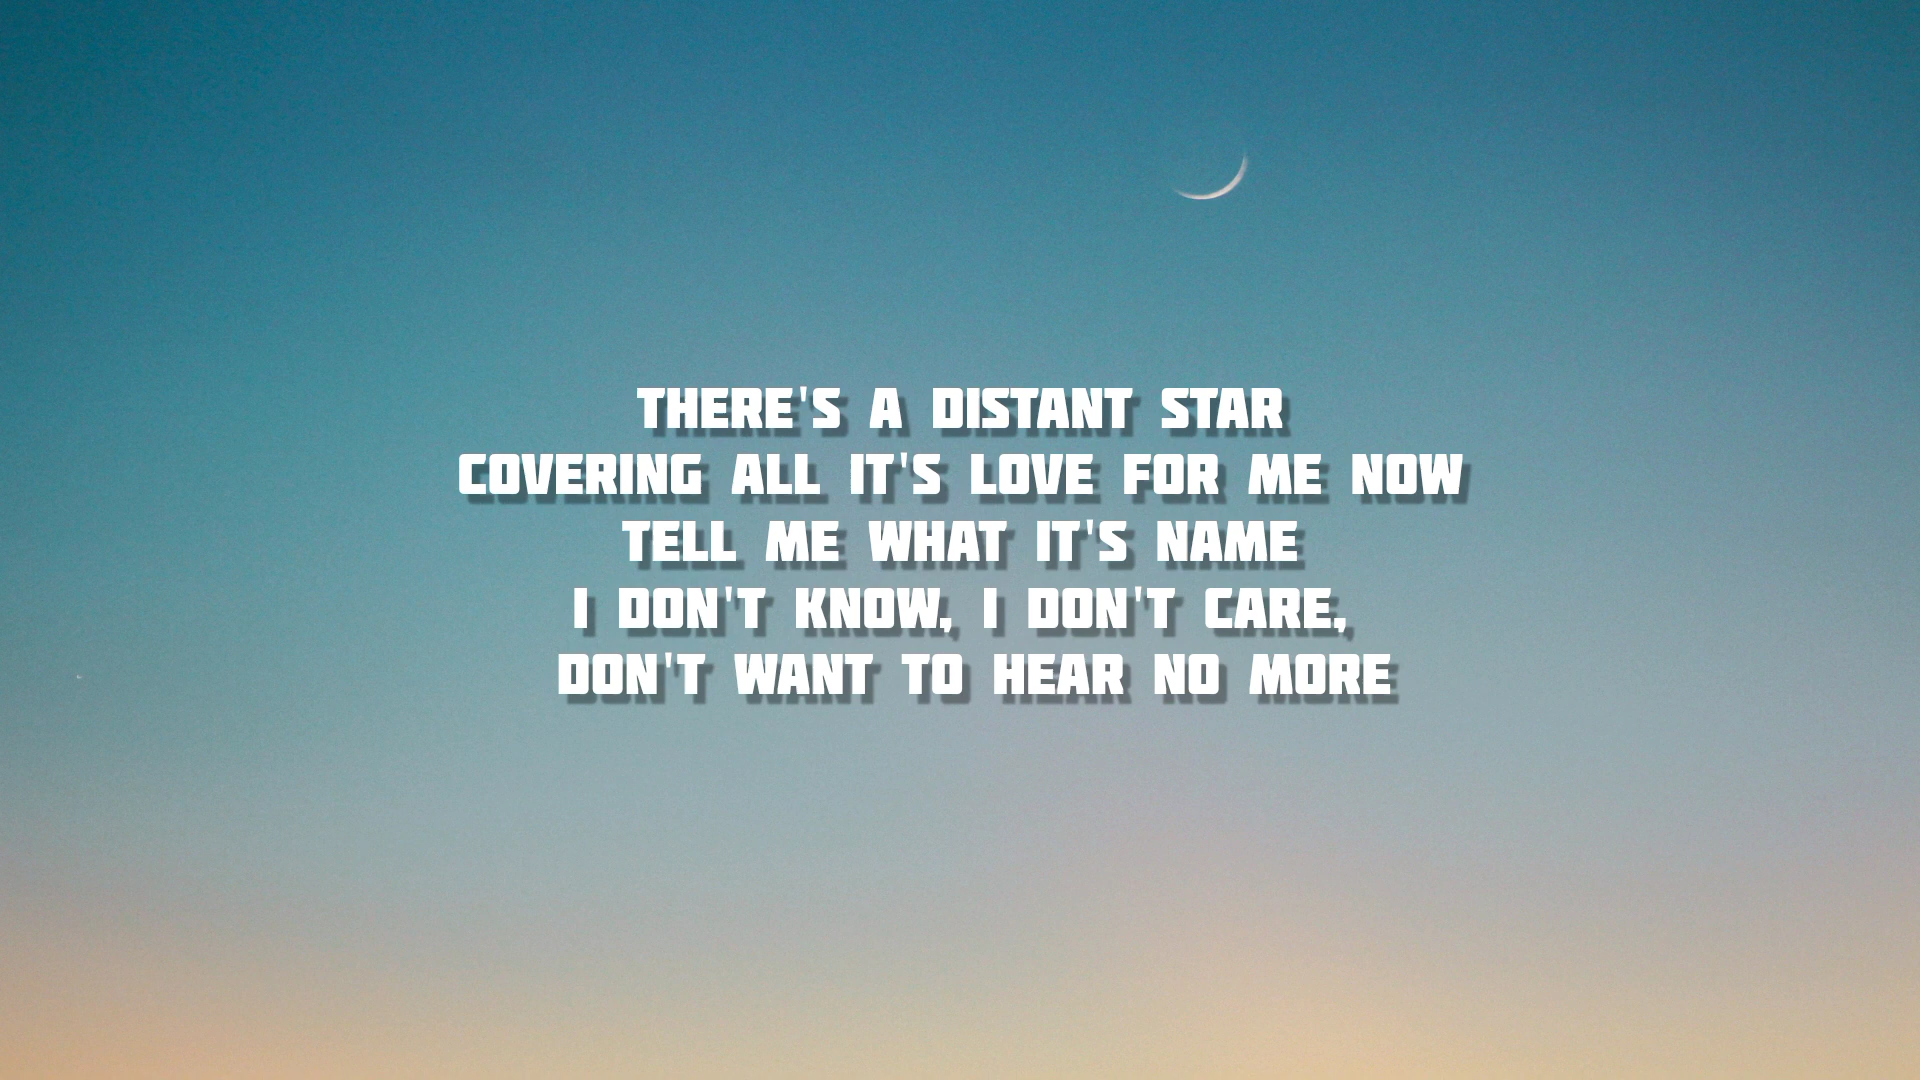 THERE'S A DISTANT STAR
COVERING ALL IT'S LOVE FOR ME NOW
TELL ME WHAT IT'S NAME
I DON'T KNOW, I DON'T CARE,
DON'T WANT TO HEAR NO MORE